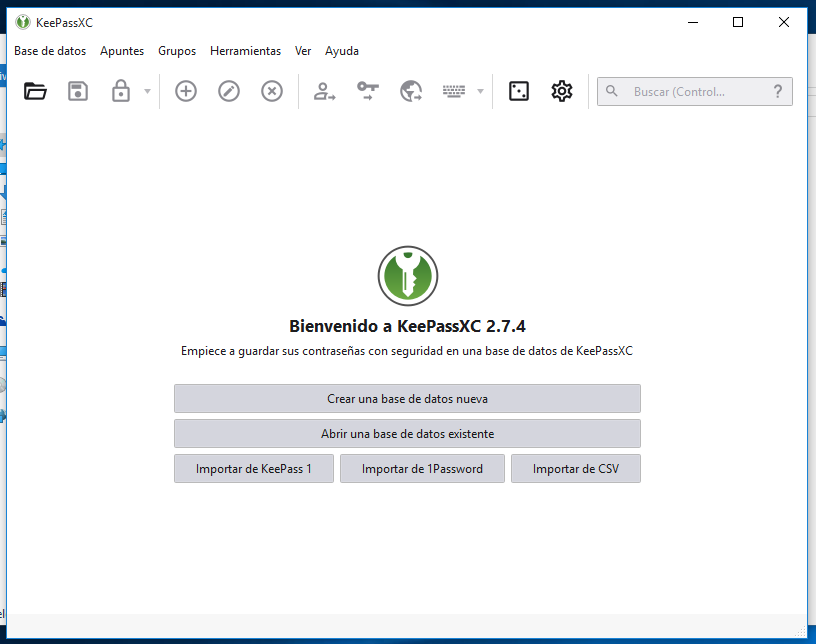 KeePassXC
Base de datos Apuntes Grupos Herramientas Ver Ayuda
Buscar (Control... ?
Bienvenido a KeePassXC 2.7.4
Empiece a guardar sus contraseñas con seguridad en una base de datos de KeePassXC
Crear una base de datos nueva
Abrir una base de datos existente
Importar de KeePass 1 Importar de 1Password Importar de CSV